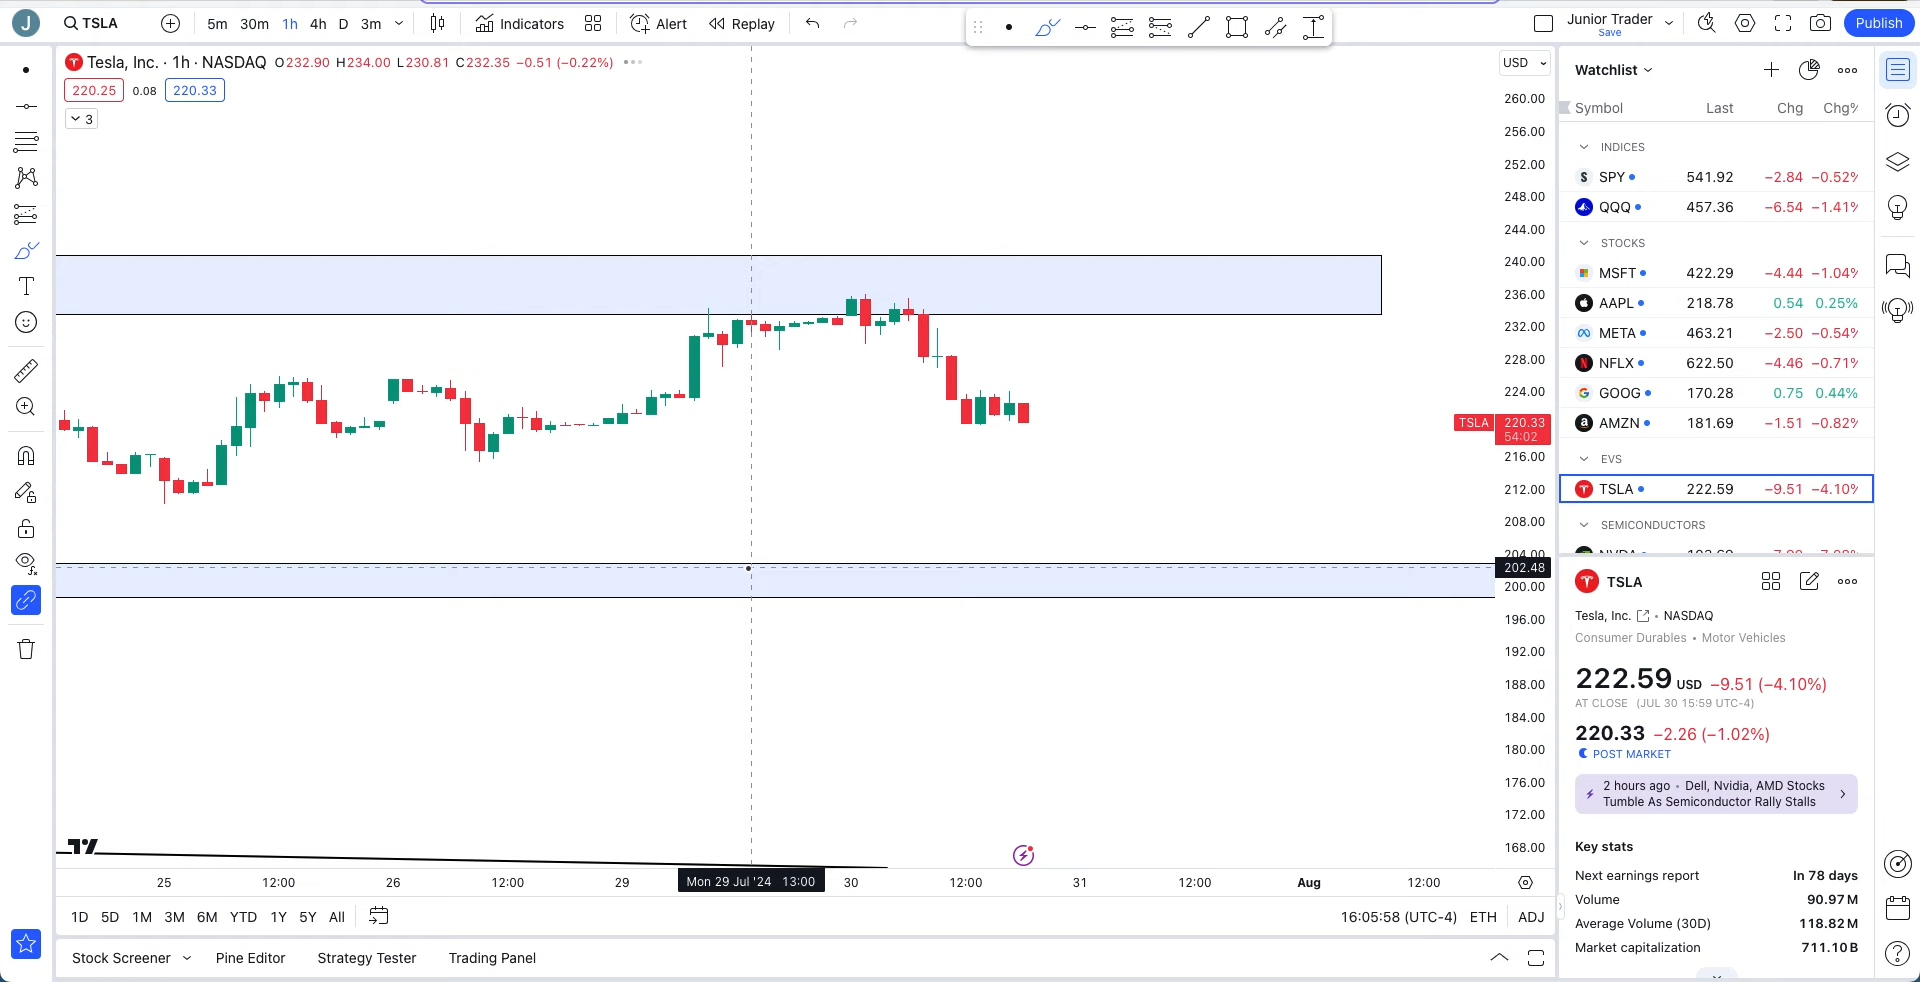 J TSLA 5m 30m 1h 4h D 3m Indicators Alert Replay Junior Trader Save Publish
Tesla, Inc. · 1h · NASDAQ O232.90 H234.00 L230.81 C232.35 −0.51 (−0.22%)
220.25 0.08 220.33
3
USD
260.00
256.00
252.00
248.00
244.00
240.00
236.00
232.00
228.00
224.00
TSLA 220.33
54:02
216.00
212.00
208.00
204.00
202.48
200.00
196.00
192.00
188.00
184.00
180.00
176.00
172.00
168.00
25 12:00 26 12:00 29 Mon 29 Jul '24 13:00 30 12:00 31 12:00 Aug 12:00
1D 5D 1M 3M 6M YTD 1Y 5Y All 16:05:58 (UTC-4) ETH ADJ
Stock Screener Pine Editor Strategy Tester Trading Panel
Watchlist
Symbol Last Chg Chg%
INDICES
SPY 541.92 −2.84 −0.52%
QQQ 457.36 −6.54 −1.41%
STOCKS
MSFT 422.29 −4.44 −1.04%
AAPL 218.78 0.54 0.25%
META 463.21 −2.50 −0.54%
NFLX 622.50 −4.46 −0.71%
GOOG 170.28 0.75 0.44%
AMZN 181.69 −1.51 −0.82%
EVS
TSLA 222.59 −9.51 −4.10%
SEMICONDUCTORS
TSLA
Tesla, Inc. • NASDAQ
Consumer Durables • Motor Vehicles
222.59 USD −9.51 (−4.10%)
AT CLOSE (JUL 30 15:59 UTC-4)
220.33 −2.26 (−1.02%)
POST MARKET
2 hours ago • Dell, Nvidia, AMD Stocks
Tumble As Semiconductor Rally Stalls
Key stats
Next earnings report In 78 days
Volume 90.97 M
Average Volume (30D) 118.82 M
Market capitalization 711.10 B